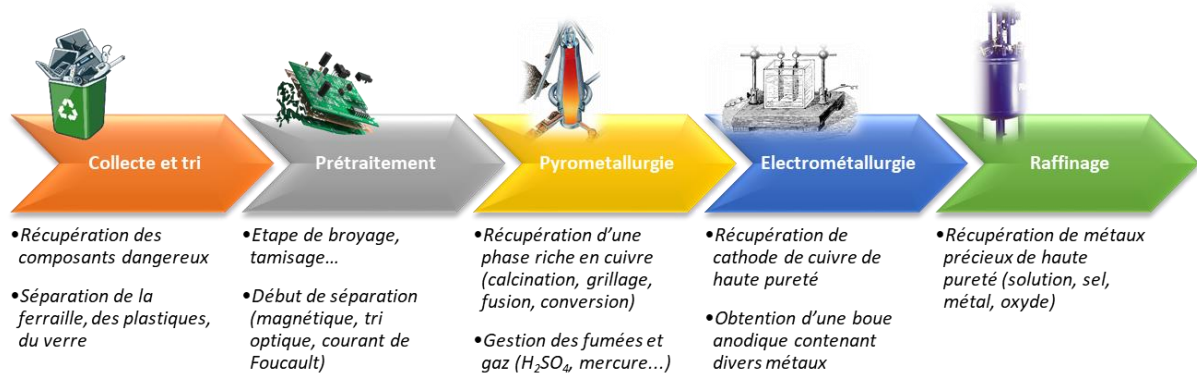 Collecte et tri
Prétraitement
Pyrometallurgie
Electrométallurgie
Raffinage
•Récupération des
composants dangereux
•Séparation de la
ferraille, des plastiques,
du verre
•Etape de broyage,
tamisage…
•Début de séparation
(magnétique, tri
optique, courant de
Foucault)
•Récupération d’une
phase riche en cuivre
(calcination, grillage,
fusion, conversion)
•Gestion des fumées et
gaz (H₂SO₄, mercure…)
•Récupération de
cathode de cuivre de
haute pureté
•Obtention d’une boue
anodique contenant
divers métaux
•Récupération de métaux
précieux de haute
pureté (solution, sel,
métal, oxyde)